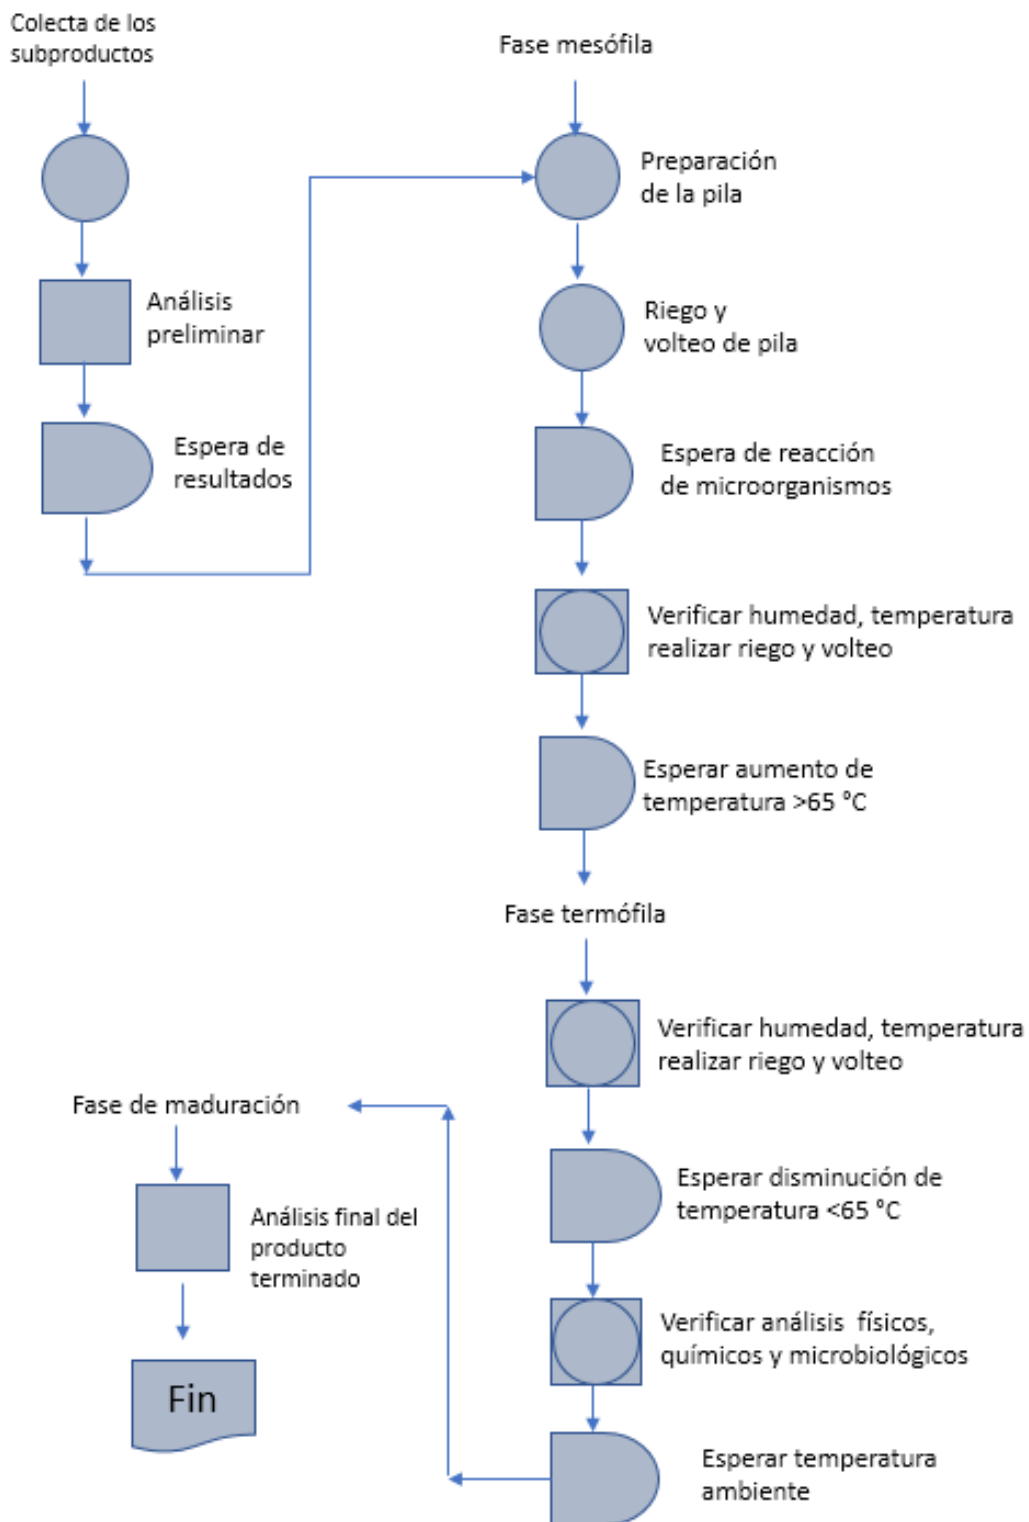 Colecta de los
subproductos
Análisis
preliminar
Espera de
resultados
Fase mesófila
Preparación
de la pila
Riego y
volteo de pila
Espera de reacción
de microorganismos
Verificar humedad, temperatura
realizar riego y volteo
Esperar aumento de
temperatura >65 °C
Fase termófila
Verificar humedad, temperatura
realizar riego y volteo
Esperar disminución de
temperatura <65 °C
Verificar análisis físicos,
químicos y microbiológicos
Esperar temperatura
ambiente
Fase de maduración
Análisis final del
producto
terminado
Fin